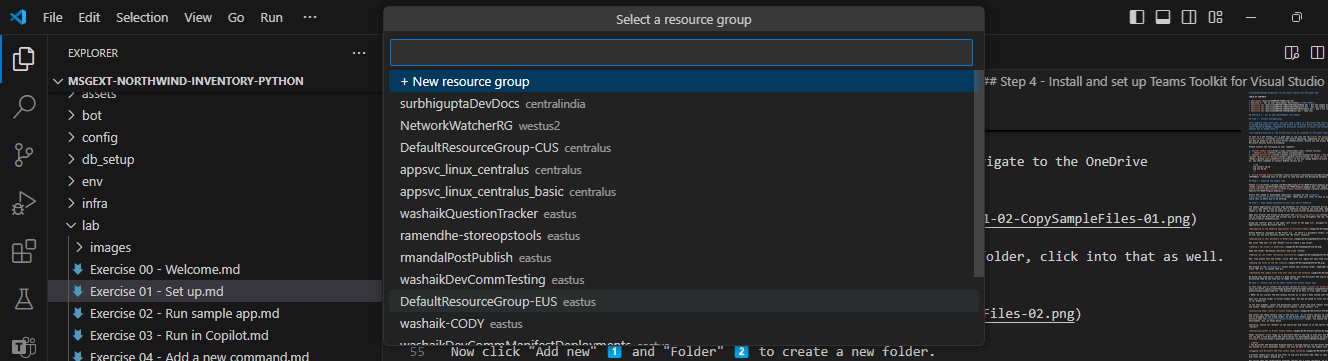 File Edit Selection View Go Run ···
Select a resource group
EXPLORER ···
MSGEXT-NORTHWIND-INVENTORY-PYTHON
assets
bot
config
db_setup
env
infra
lab
images
Exercise 00 - Welcome.md
Exercise 01 - Set up.md
Exercise 02 - Run sample app.md
Exercise 03 - Run in Copilot.md
Exercise 04 - Add a new command.md
+ New resource group
surbhiguptaDevDocs centralindia
NetworkWatcherRG westus2
DefaultResourceGroup-CUS centralus
appsvc_linux_centralus centralus
appsvc_linux_centralus_basic centralus
washaikQuestionTracker eastus
ramendhe-storeopstools eastus
rmandalPostPublish eastus
washaikDevCommTesting eastus
DefaultResourceGroup-EUS eastus
washaik-CODY eastus
washaikDevCommManifestDeployments eastus
## Step 4 - Install and set up Teams Toolkit for Visual Studio
vigate to the OneDrive
1-02-CopySampleFiles-01.png)
older, click into that as well.
Files-02.png)
55 Now click "Add new" 1 and "Folder" 2 to create a new folder.